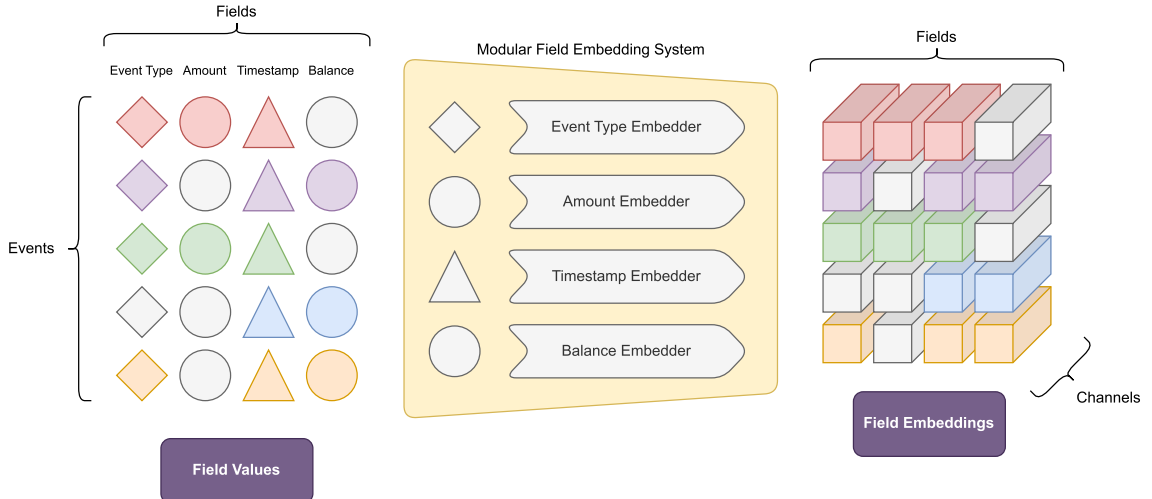 Fields
Event Type Amount Timestamp Balance
Events
Field Values
Modular Field Embedding System
Event Type Embedder
Amount Embedder
Timestamp Embedder
Balance Embedder
Fields
Channels
Field Embeddings